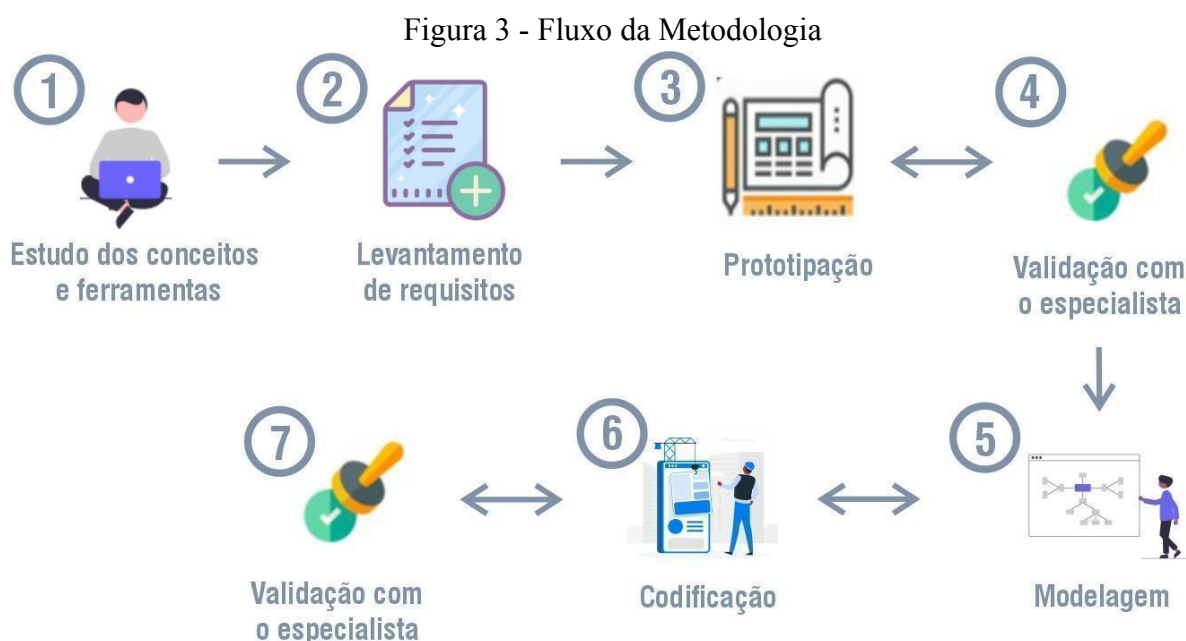 Figura 3 - Fluxo da Metodologia
1
Estudo dos conceitos
e ferramentas
2
Levantamento
de requisitos
3
Prototipação
4
Validação com
o especialista
5
Modelagem
6
Codificação
7
Validação com
o especialista